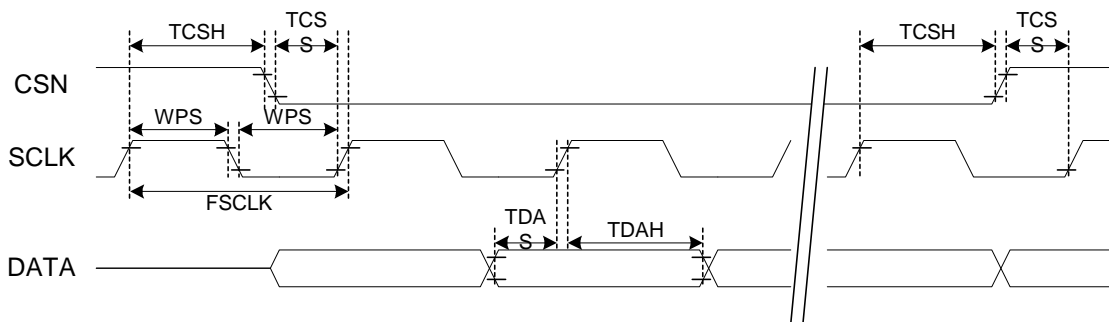 TCSH
TCS
S
TCSH
TCS
S
CSN
WPS
WPS
SCLK
FSCLK
TDA
S
TDAH
DATA